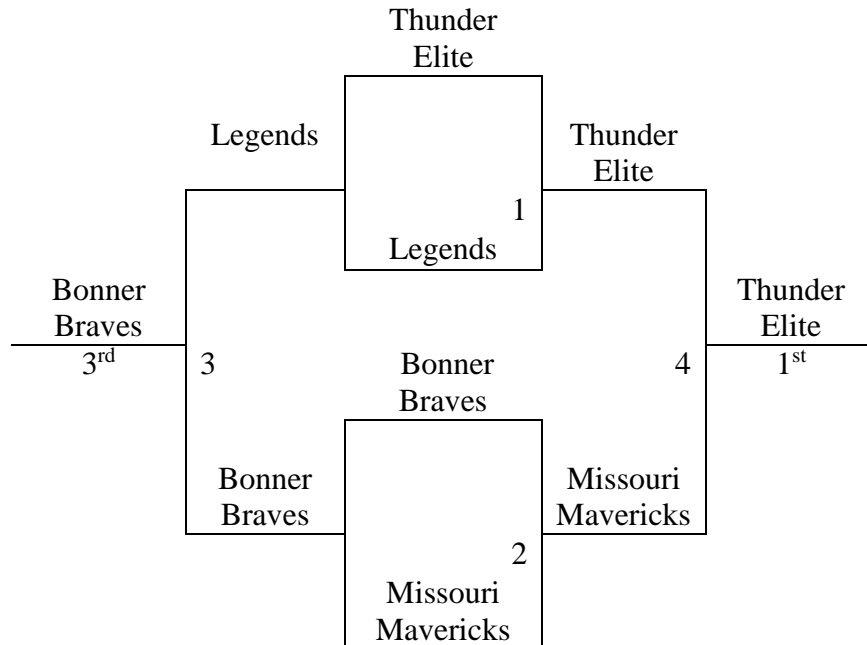 Thunder
Elite
Legends
Thunder
Elite
1
Legends
Bonner
Braves
3rd
Thunder
Elite
1st
3
Bonner
Braves
4
Bonner
Braves
Missouri
Mavericks
2
Missouri
Mavericks